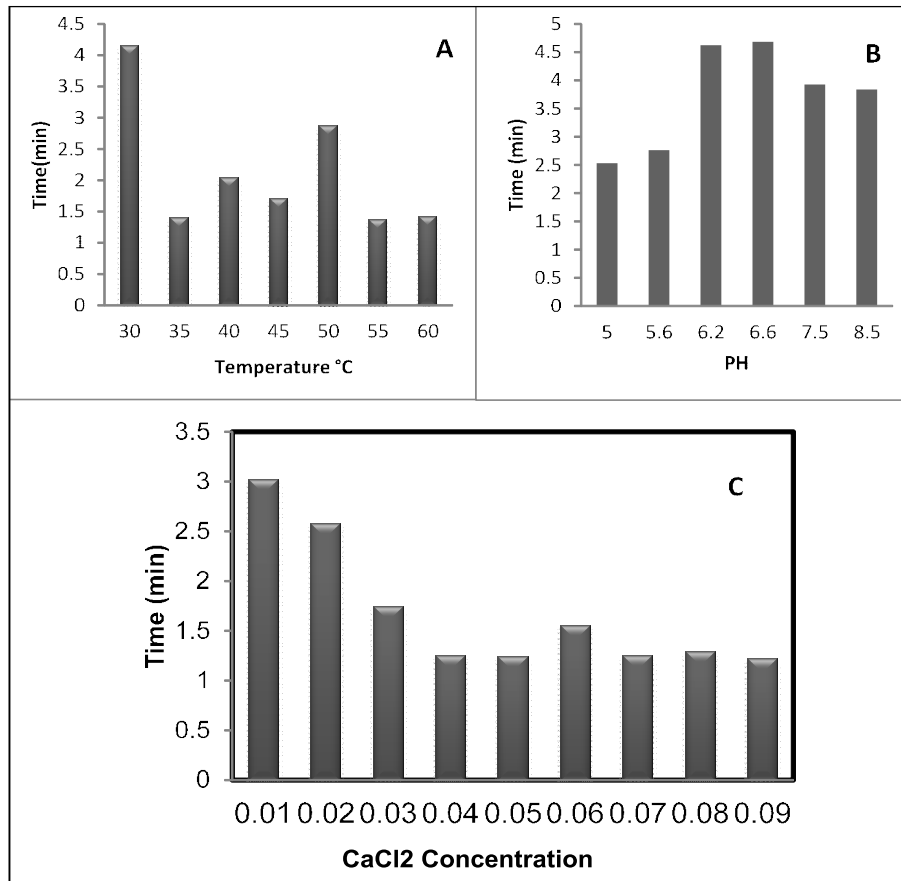 A
4.5
4
3.5
3
2.5
2
1.5
1
0.5
0
Time(min)
30 35 40 45 50 55 60
Temperature °C
B
5
4.5
4
3.5
3
2.5
2
1.5
1
0.5
0
Time (min)
5 5.6 6.2 6.6 7.5 8.5
PH
C
3.5
3
2.5
2
1.5
1
0.5
0
Time (min)
0.01 0.02 0.03 0.04 0.05 0.06 0.07 0.08 0.09
CaCl2 Concentration